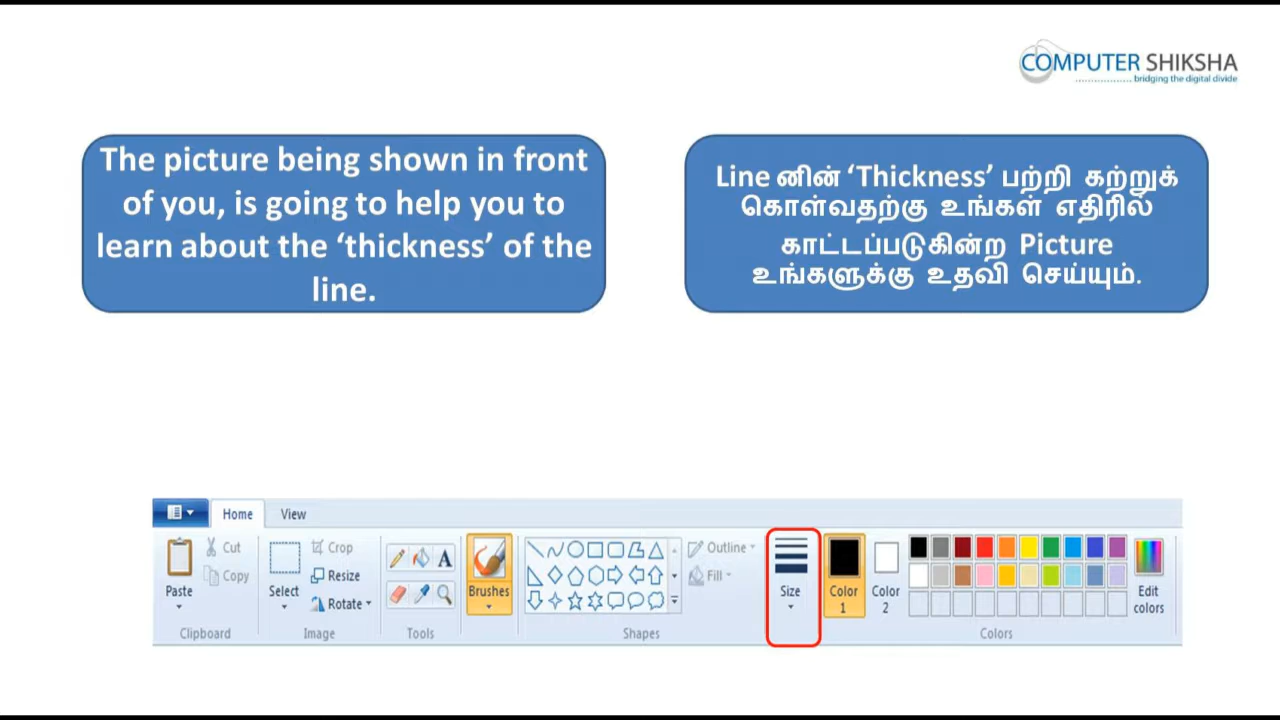 COMPUTER SHIKSHA
bridging the digital divide
The picture being shown in front
of you, is going to help you to
learn about the ‘thickness’ of the
line.
Line னின் ‘Thickness’ பற்றி கற்றுக்
கொள்வதற்கு உங்கள் எதிரில்
காட்டப்படுகின்ற Picture
உங்களுக்கு உதவி செய்யும்.
Home View
Paste Cut Copy
Clipboard
Select Crop Resize Rotate
Image
A
Tools
Brushes
Outline Fill
Shapes
Size
Color 1
Color 2
Edit colors
Colors